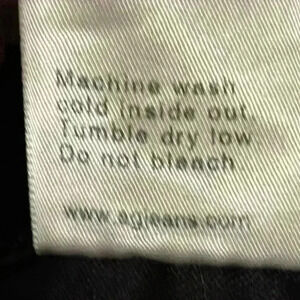 Machine wash
cold inside out.
Tumble dry low.
Do not bleach.
www.agjeans.com